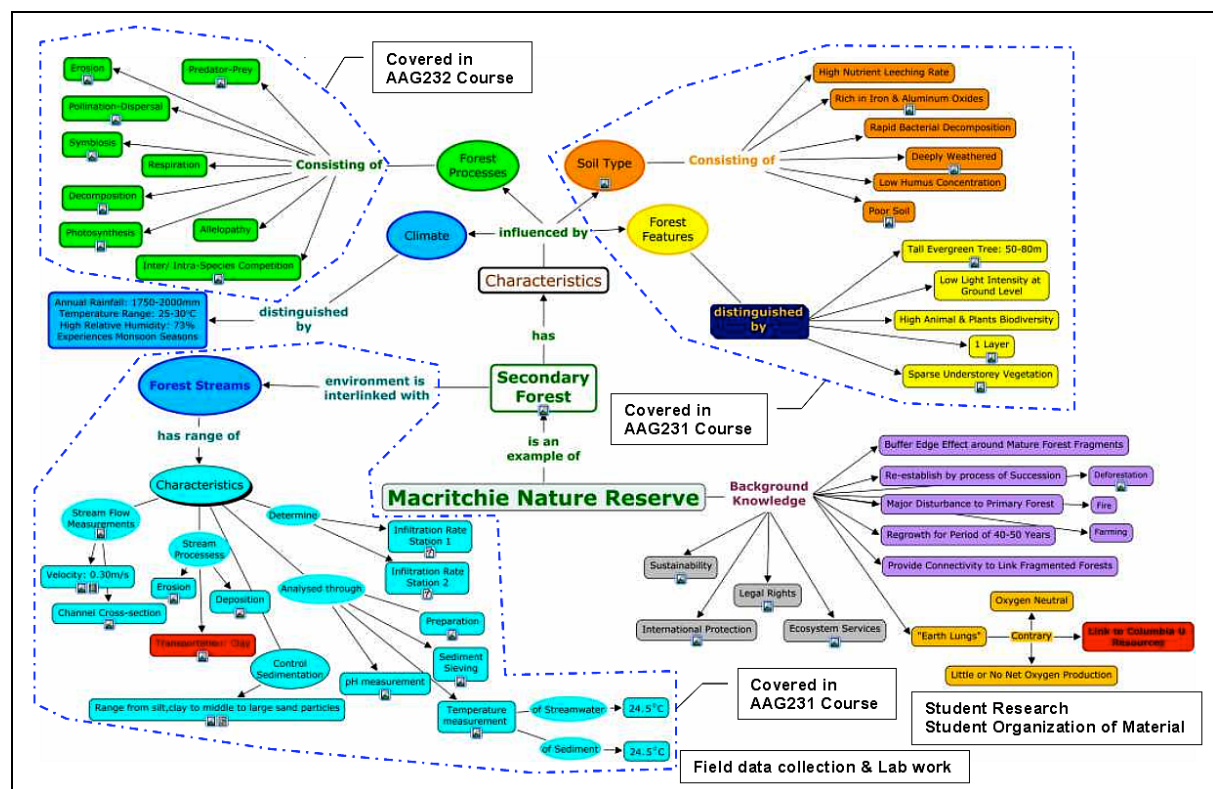 Covered in
AAG232 Course
Erosion
Predator-Prey
Pollination-Dispersal
Symbiosis
Respiration
Decomposition
Photosynthesis
Allelopathy
Inter/ Intra-Species Competition
Consisting of
Forest
Processes
Soil Type
Consisting of
High Nutrient Leeching Rate
Rich in Iron & Aluminum Oxides
Rapid Bacterial Decomposition
Deeply Weathered
Low Humus Concentration
Poor Soil
Climate
influenced by
Forest
Features
Characteristics
distinguished
by
Annual Rainfall: 1750-2000mm
Temperature Range: 25-30°C
High Relative Humidity: 73%
Experiences Monsoon Seasons
distinguished
by
Tall Evergreen Tree: 50-80m
Low Light Intensity at
Ground Level
High Animal & Plants Biodiversity
1 Layer
Sparse Understorey Vegetation
has
Secondary
Forest
environment is
interlinked with
Forest Streams
Covered in
AAG231 Course
is an
example of
has range of
Macritchie Nature Reserve
Background
Knowledge
Buffer Edge Effect around Mature Forest Fragments
Re-establish by process of Succession
Deforestation
Major Disturbance to Primary Forest
Fire
Regrowth for Period of 40-50 Years
Farming
Provide Connectivity to Link Fragmented Forests
Characteristics
Stream Flow
Measurements
Determine
Infiltration Rate
Station 1
Infiltration Rate
Station 2
Stream
Processess
Velocity: 0.30m/s
Channel Cross-section
Erosion
Deposition
Transportation: Clay
Analysed through
Preparation
Sediment
Sieving
pH measurement
Control
Sedimentation
Range from silt,clay to middle to large sand particles
Temperature
measurement
of Streamwater
24.5°C
of Sediment
24.5°C
Sustainability
Legal Rights
International Protection
Ecosystem Services
"Earth Lungs"
Contrary
Oxygen Neutral
Link to Columbia U
Resources
Little or No Net Oxygen Production
Covered in
AAG231 Course
Student Research
Student Organization of Material
Field data collection & Lab work